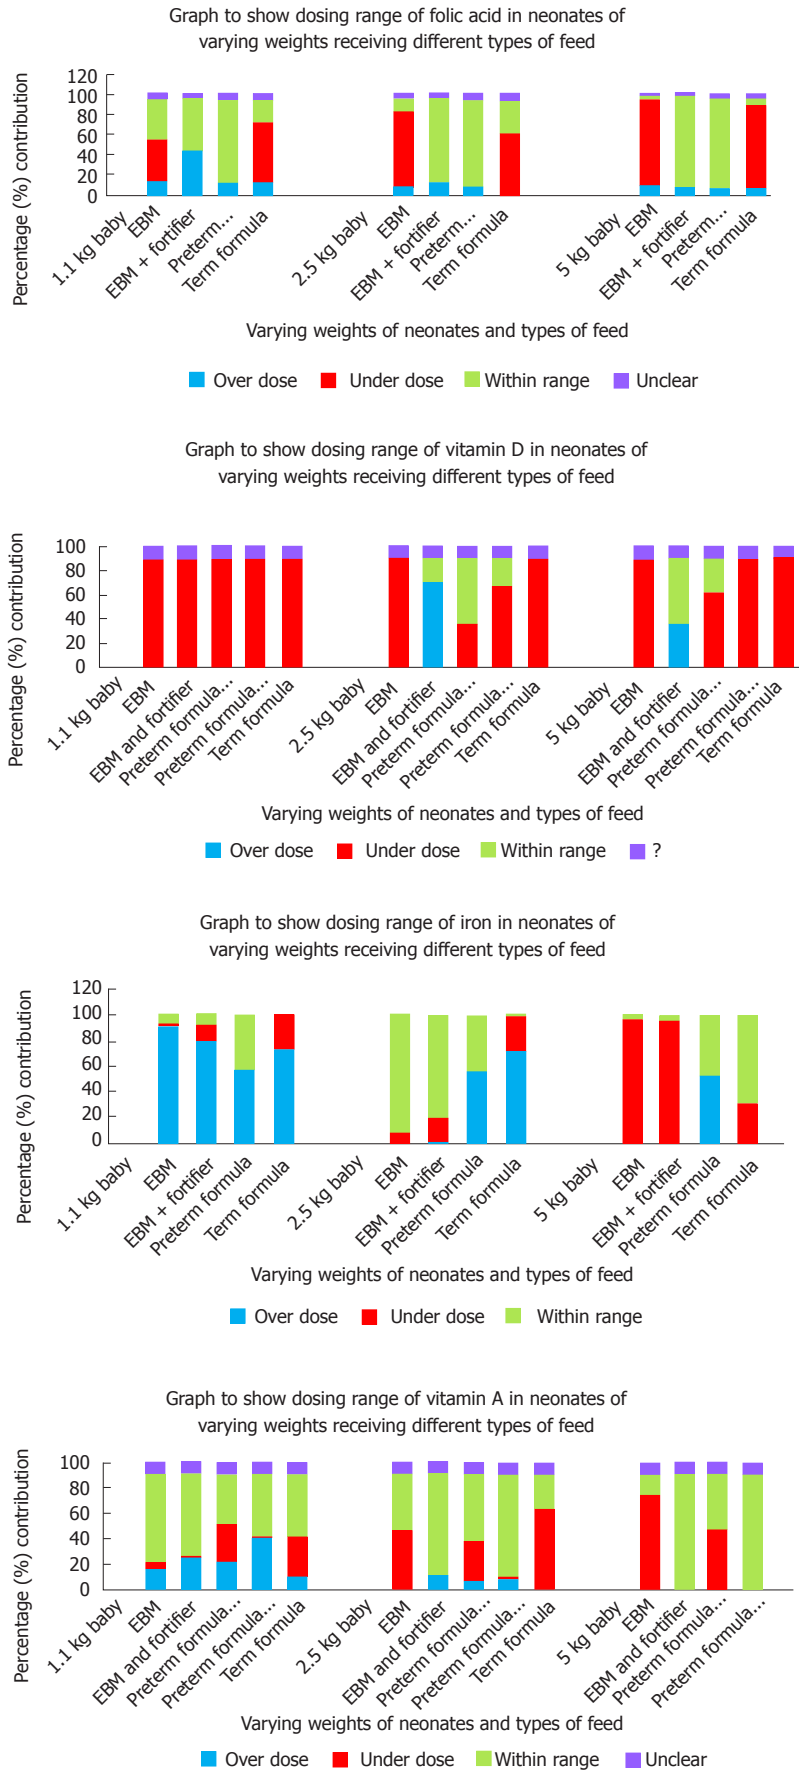 Graph to show dosing range of folic acid in neonates of
varying weights receiving different types of feed
Percentage (%) contribution
120
100
80
60
40
20
0
1.1 kg baby
EBM
EBM + fortifier
Preterm...
Term formula
2.5 kg baby
EBM
EBM + fortifier
Preterm...
Term formula
5 kg baby
EBM
EBM + fortifier
Preterm...
Term formula
Varying weights of neonates and types of feed
Over dose Under dose Within range Unclear
Graph to show dosing range of vitamin D in neonates of
varying weights receiving different types of feed
Percentage (%) contribution
100
80
60
40
20
0
1.1 kg baby
EBM
EBM and fortifier
Preterm formula...
Preterm formula...
Term formula
2.5 kg baby
EBM
EBM and fortifier
Preterm formula...
Preterm formula...
Term formula
5 kg baby
EBM
EBM and fortifier
Preterm formula...
Preterm formula...
Term formula
Varying weights of neonates and types of feed
Over dose Under dose Within range ?
Graph to show dosing range of iron in neonates of
varying weights receiving different types of feed
Percentage (%) contribution
120
100
80
60
40
20
0
1.1 kg baby
EBM
EBM + fortifier
Preterm formula
Term formula
2.5 kg baby
EBM
EBM + fortifier
Preterm formula
Term formula
5 kg baby
EBM
EBM + fortifier
Preterm formula
Term formula
Varying weights of neonates and types of feed
Over dose Under dose Within range
Graph to show dosing range of vitamin A in neonates of
varying weights receiving different types of feed
Percentage (%) contribution
100
80
60
40
20
0
1.1 kg baby
EBM
EBM and fortifier
Preterm formula...
Preterm formula...
Term formula
2.5 kg baby
EBM
EBM and fortifier
Preterm formula...
Preterm formula...
Term formula
5 kg baby
EBM
EBM and fortifier
Preterm formula...
Preterm formula...
Varying weights of neonates and types of feed
Over dose Under dose Within range Unclear